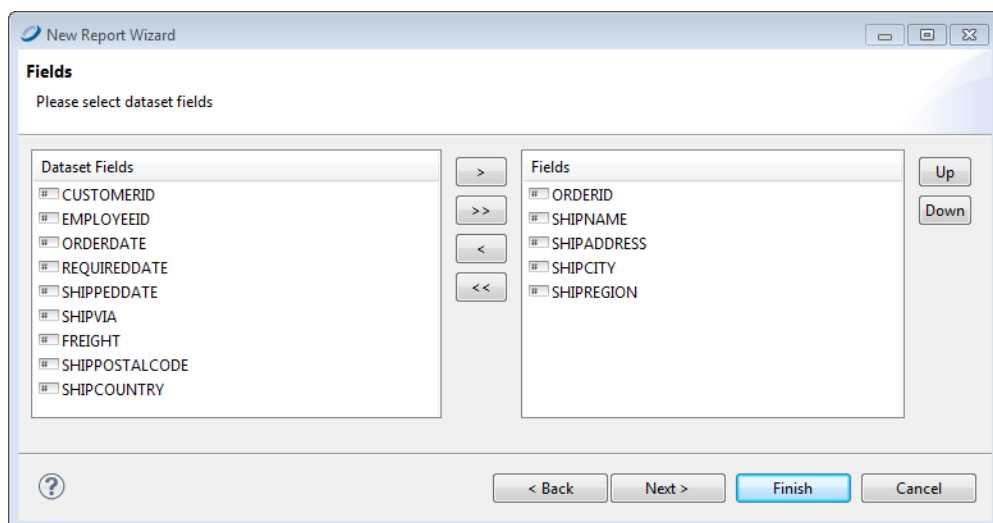 New Report Wizard
Fields
Please select dataset fields
Dataset Fields
CUSTOMERID
EMPLOYEEID
ORDERDATE
REQUIREDDATE
SHIPPEDDATE
SHIPVIA
FREIGHT
SHIPPOSTALCODE
SHIPCOUNTRY
>
>>
<
<<
Fields
ORDERID
SHIPNAME
SHIPADDRESS
SHIPCITY
SHIPREGION
Up
Down
?
< Back
Next >
Finish
Cancel